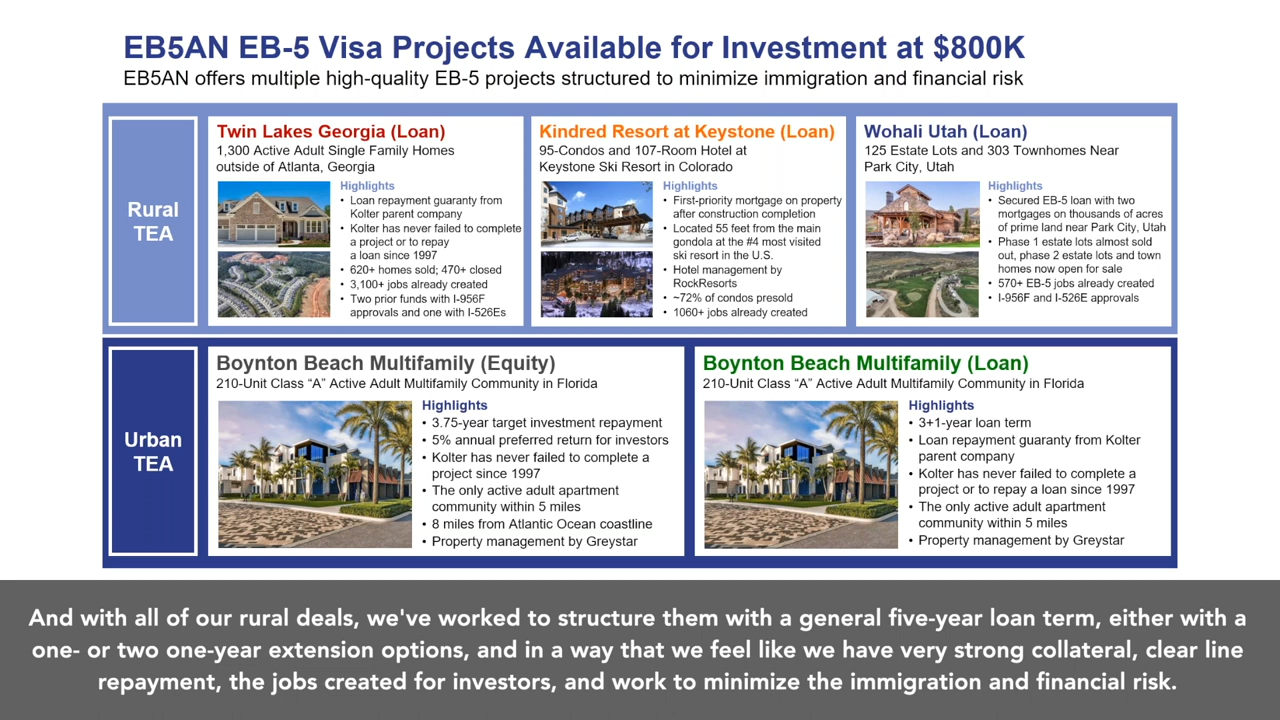 EB5AN EB-5 Visa Projects Available for Investment at $800K
EB5AN offers multiple high-quality EB-5 projects structured to minimize immigration and financial risk
Rural
TEA
Twin Lakes Georgia (Loan)
1,300 Active Adult Single Family Homes
outside of Atlanta, Georgia
Highlights
• Loan repayment guaranty from
Kolter parent company
• Kolter has never failed to complete
a project or to repay
a loan since 1997
• 620+ homes sold; 470+ closed
• 3,100+ jobs already created
• Two prior funds with I-956F
approvals and one with I-526Es
Kindred Resort at Keystone (Loan)
95-Condos and 107-Room Hotel at
Keystone Ski Resort in Colorado
Highlights
• First-priority mortgage on property
after construction completion
• Located 55 feet from the main
gondola at the #4 most visited
ski resort in the U.S.
• Hotel management by
RockResorts
• ~72% of condos presold
• 1060+ jobs already created
Wohali Utah (Loan)
125 Estate Lots and 303 Townhomes Near
Park City, Utah
Highlights
• Secured EB-5 loan with two
mortgages on thousands of acres
of prime land near Park City, Utah
• Phase 1 estate lots almost sold
out, phase 2 estate lots and town
homes now open for sale
• 570+ EB-5 jobs already created
• I-956F and I-526E approvals
Urban
TEA
Boynton Beach Multifamily (Equity)
210-Unit Class “A” Active Adult Multifamily Community in Florida
Highlights
• 3.75-year target investment repayment
• 5% annual preferred return for investors
• Kolter has never failed to complete a
project since 1997
• The only active adult apartment
community within 5 miles
• 8 miles from Atlantic Ocean coastline
• Property management by Greystar
Boynton Beach Multifamily (Loan)
210-Unit Class “A” Active Adult Multifamily Community in Florida
Highlights
• 3+1-year loan term
• Loan repayment guaranty from Kolter
parent company
• Kolter has never failed to complete a
project or to repay a loan since 1997
• The only active adult apartment
community within 5 miles
• Property management by Greystar
And with all of our rural deals, we've worked to structure them with a general five-year loan term, either with a
one- or two one-year extension options, and in a way that we feel like we have very strong collateral, clear line
repayment, the jobs created for investors, and work to minimize the immigration and financial risk.